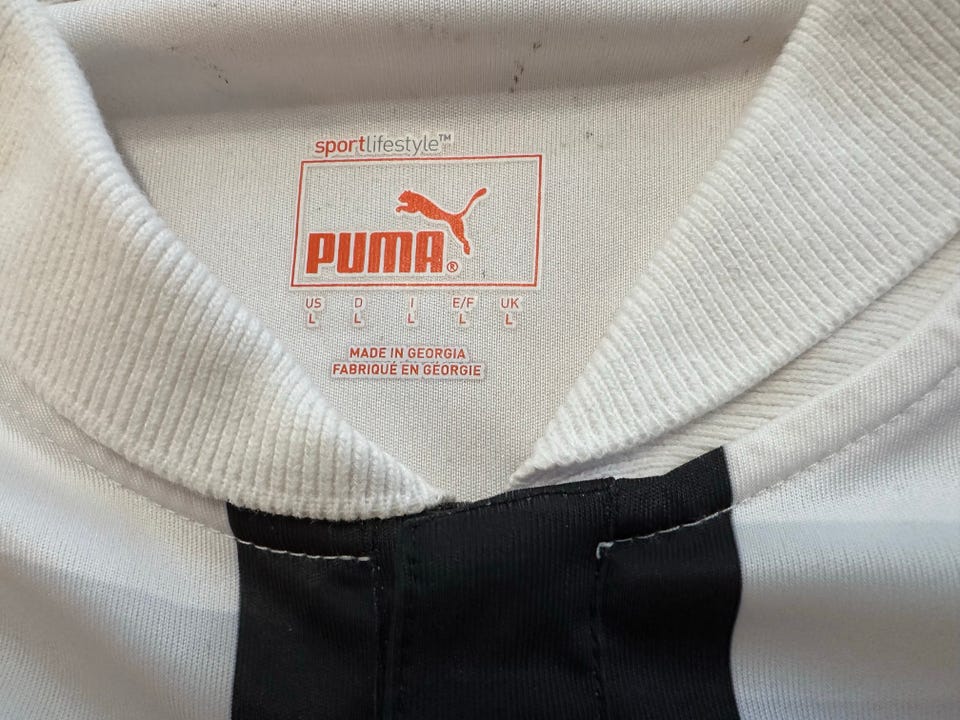 sportlifestyle™
PUMA®
US D I E/F UK
L L L L L
MADE IN GEORGIA
FABRIQUÉ EN GÉORGIE